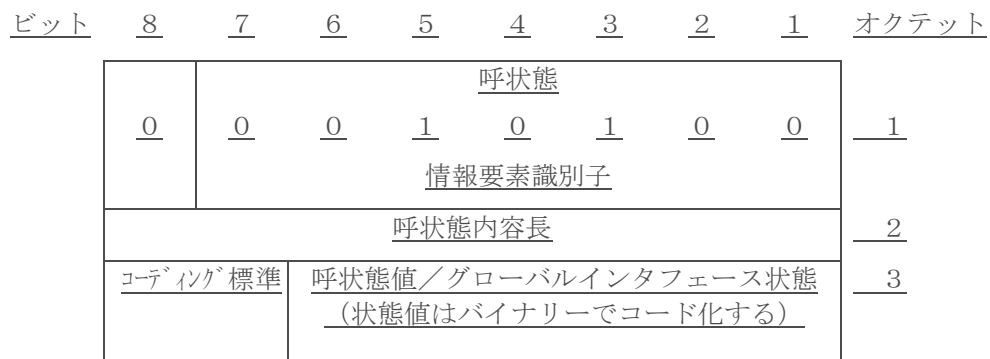 ビット ８ ７ ６ ５ ４ ３ ２ １ オクテット
呼状態
０ ０ ０ １ ０ １ ０ ０ １
情報要素識別子
呼状態内容長 ２
ｺｰﾃﾞｨﾝｸﾞ標準 呼状態値／グローバルインタフェース状態 ３
（状態値はバイナリーでコード化する）